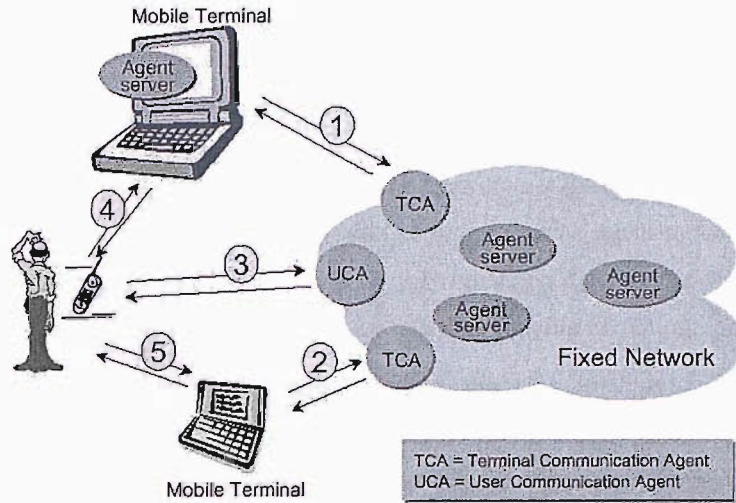 Mobile Terminal
Agent
server
1
TCA
4
Agent
server
3
UCA
Agent
server
Agent
server
5
2
TCA
Fixed Network
Mobile Terminal
TCA = Terminal Communication Agent
UCA = User Communication Agent